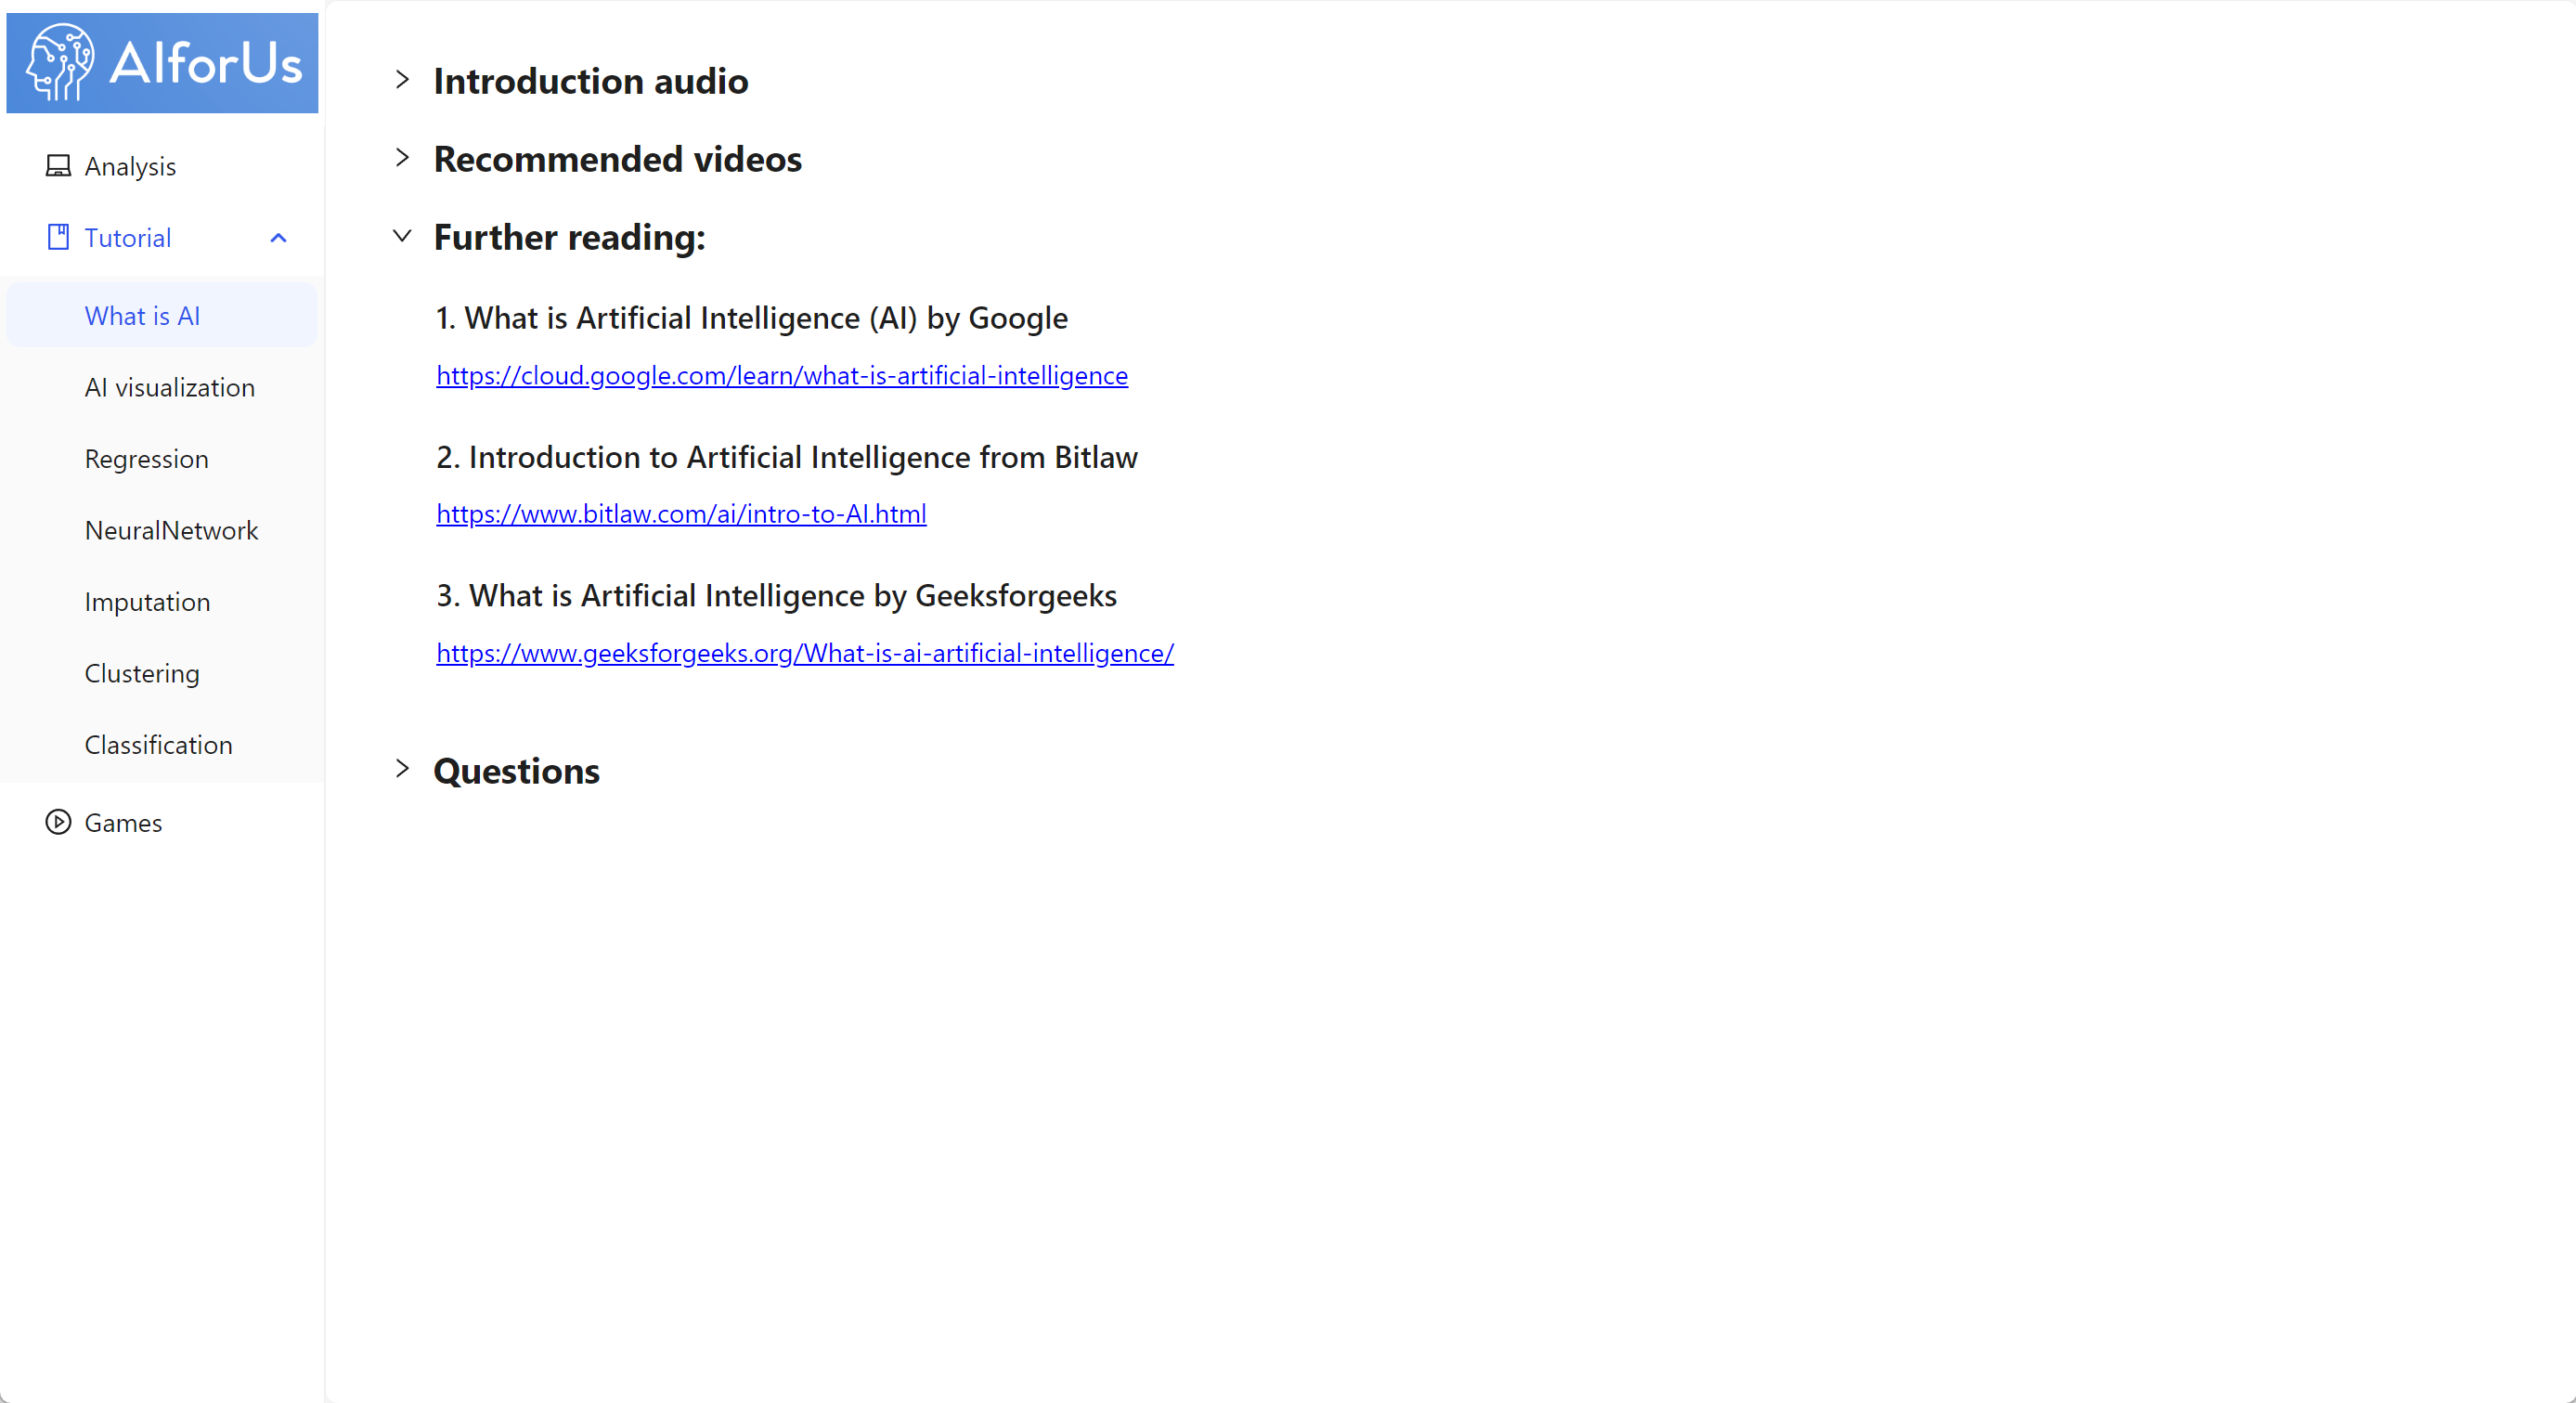 AIforUs
Analysis
Tutorial
What is AI
AI visualization
Regression
NeuralNetwork
Imputation
Clustering
Classification
Games
Introduction audio
Recommended videos
Further reading:
1. What is Artificial Intelligence (AI) by Google
https://cloud.google.com/learn/what-is-artificial-intelligence
2. Introduction to Artificial Intelligence from Bitlaw
https://www.bitlaw.com/ai/intro-to-AI.html
3. What is Artificial Intelligence by Geeksforgeeks
https://www.geeksforgeeks.org/What-is-ai-artificial-intelligence/
Questions